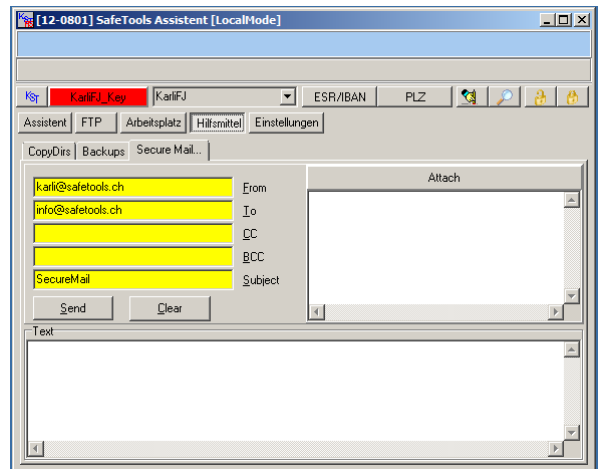 [12-0801] SafeTools Assistent [LocalMode]
KST KarliFJ_Key KarliFJ ESR/IBAN PLZ
Assistent FTP Arbeitsplatz Hilfsmittel Einstellungen
CopyDirs Backups Secure Mail...
karli@safetools.ch From
Attach
info@safetools.ch To
CC
BCC
SecureMail Subject
Send Clear
Text